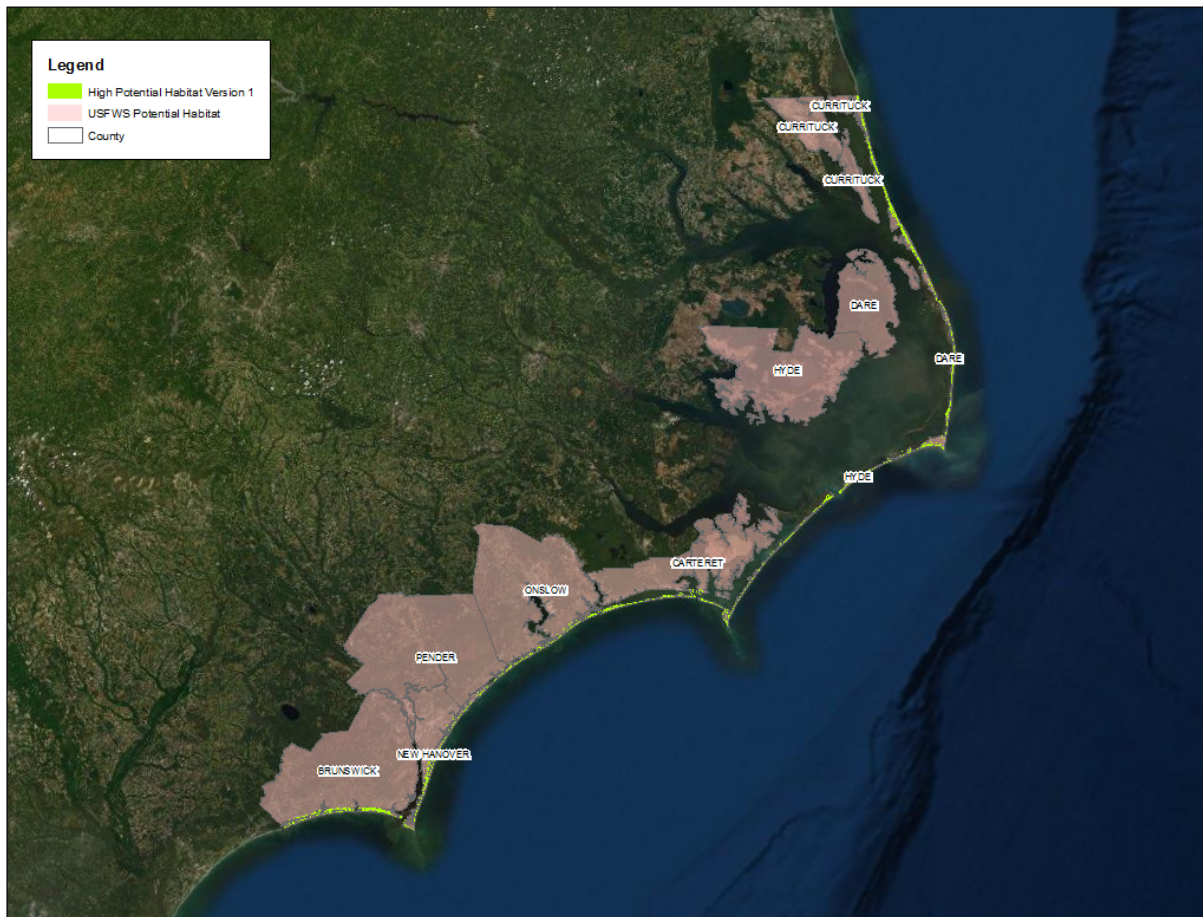 Legend
High Potential Habitat Version 1
USFWS Potential Habitat
County
CURRITUCK
CURRITUCK
CURRITUCK
DARE
DARE
HYDE
HYDE
CARTERET
ONSLOW
PENDER
NEW HANOVER
BRUNSWICK